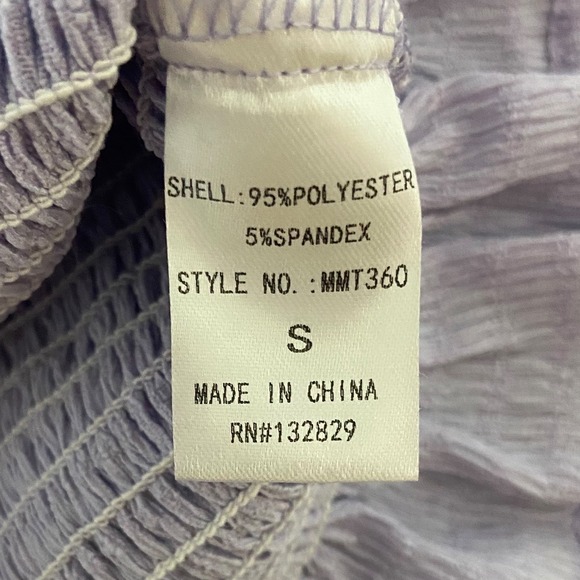 SHELL:95%POLYESTER
5%SPANDEX
STYLE NO.:MMT360
S
MADE IN CHINA
RN#132829